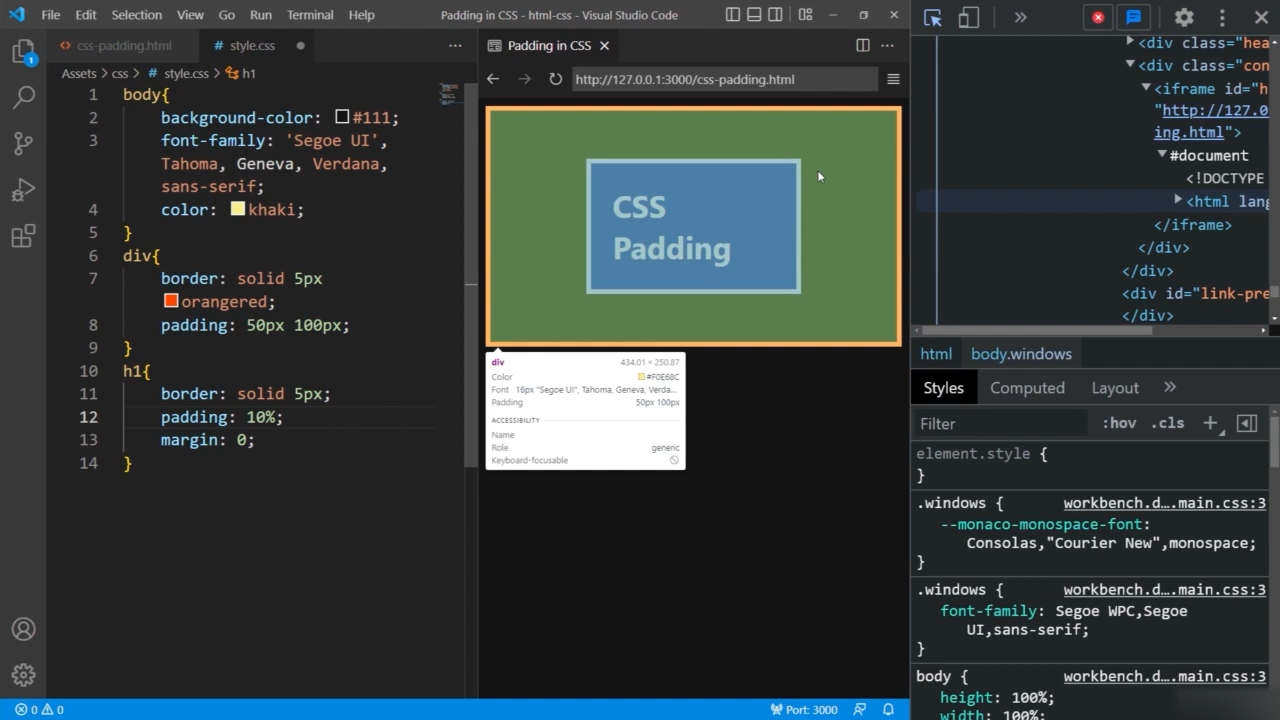 File Edit Selection View Go Run Terminal Help Padding in CSS - html-css - Visual Studio Code
css-padding.html # style.css
Assets > css > # style.css > h1
1 body{
2 background-color: #111;
3 font-family: 'Segoe UI',
Tahoma, Geneva, Verdana,
sans-serif;
4 color: khaki;
5 }
6 div{
7 border: solid 5px
orangered;
8 padding: 50px 100px;
9 }
10 h1{
11 border: solid 5px;
12 padding: 10%;
13 margin: 0;
14 }
Padding in CSS
http://127.0.0.1:3000/css-padding.html
CSS
Padding
div 434.01 × 250.87
Color #F0E68C
Font 16px "Segoe UI", Tahoma, Geneva, Verda...
Padding 50px 100px
ACCESSIBILITY
Name
Role generic
Keyboard-focusable
<div class="hea
<div class="con
<iframe id="h
"http://127.0
ing.html">
#document
<!DOCTYPE
<html lang
</iframe>
</div>
</div>
<div id="link-pre
</div>
html body.windows
Styles Computed Layout »
Filter :hov .cls +
element.style {
}
.windows { workbench.d….main.css:3
--monaco-monospace-font:
Consolas,"Courier New",monospace;
}
.windows { workbench.d….main.css:3
font-family: Segoe WPC,Segoe
UI,sans-serif;
}
body { workbench.d….main.css:3
height: 100%;
width: 100%;
1
0 0 Port: 3000